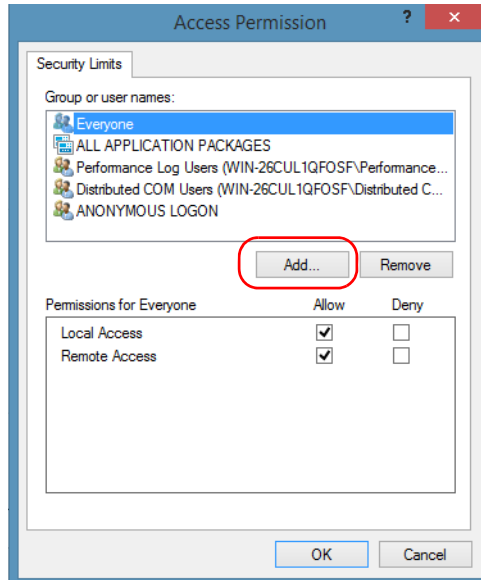 Access Permission
?
Security Limits
Group or user names:
Everyone
ALL APPLICATION PACKAGES
Performance Log Users (WIN-26CUL1QFOSF\Performance...
Distributed COM Users (WIN-26CUL1QFOSF\Distributed C...
ANONYMOUS LOGON
Add... Remove
Permissions for Everyone Allow Deny
Local Access
Remote Access
OK Cancel